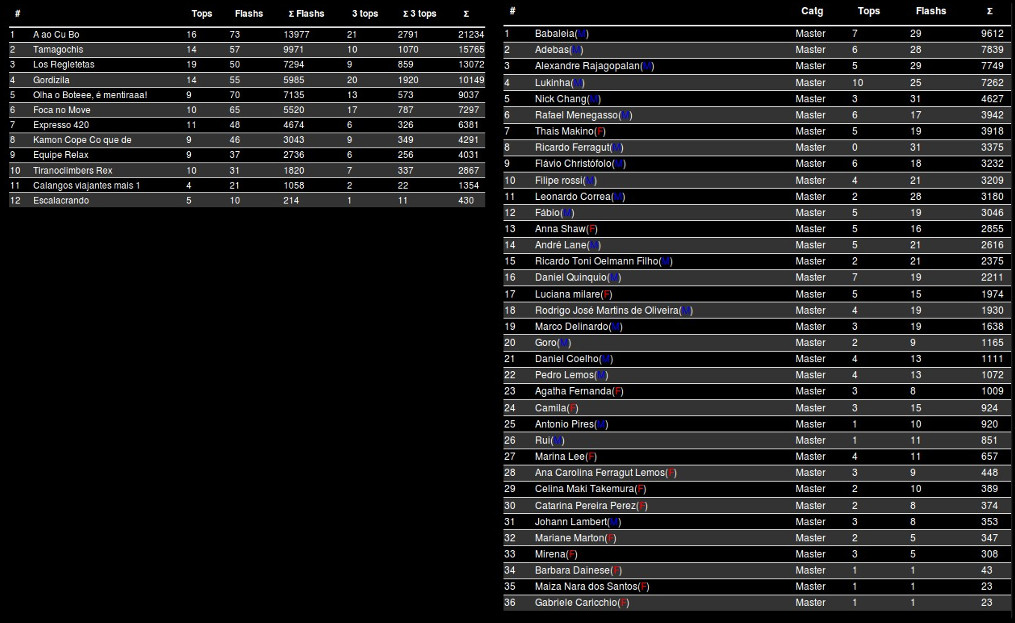 # Tops Flashs Σ Flashs 3 tops Σ 3 tops Σ
1 A ao Cu Bo 16 73 13977 21 2791 21234
2 Tamagochis 14 57 9971 10 1070 15765
3 Los Regletetas 19 50 7294 9 859 13072
4 Gordizila 14 55 5985 20 1920 10149
5 Olha o Boteee, é mentiraaa! 9 70 7135 13 573 9037
6 Foca no Move 10 65 5520 17 787 7297
7 Expresso 420 11 48 4674 6 326 6381
8 Kamon Cope Co que de 9 46 3043 9 349 4291
9 Equipe Relax 9 37 2736 6 256 4031
10 Tiranoclimbers Rex 10 31 1820 7 337 2867
11 Calangos viajantes mais 1 4 21 1058 2 22 1354
12 Escalacrando 5 10 214 1 11 430
# Catg Tops Flashs Σ
1 Babaleia(M) Master 7 29 9612
2 Adebas(M) Master 6 28 7839
3 Alexandre Rajagopalan(M) Master 5 29 7749
4 Lukinha(M) Master 10 25 7262
5 Nick Chang(M) Master 3 31 4627
6 Rafael Menegasso(M) Master 6 17 3942
7 Thais Makino(F) Master 5 19 3918
8 Ricardo Ferragut(M) Master 0 31 3375
9 Flávio Christófolo(M) Master 6 18 3232
10 Filipe rossi(M) Master 4 21 3209
11 Leonardo Correa(M) Master 2 28 3180
12 Fábio(M) Master 5 19 3046
13 Anna Shaw(F) Master 5 16 2855
14 André Lane(M) Master 5 21 2616
15 Ricardo Toni Oelmann Filho(M) Master 2 21 2375
16 Daniel Quinquio(M) Master 7 19 2211
17 Luciana milare(F) Master 5 15 1974
18 Rodrigo José Martins de Oliveira(M) Master 4 19 1930
19 Marco Delinardo(M) Master 3 19 1638
20 Goro(M) Master 2 9 1165
21 Daniel Coelho(M) Master 4 13 1111
22 Pedro Lemos(M) Master 4 13 1072
23 Agatha Fernanda(F) Master 3 8 1009
24 Camila(F) Master 3 15 924
25 Antonio Pires(M) Master 1 10 920
26 Rui(M) Master 1 11 851
27 Marina Lee(F) Master 4 11 657
28 Ana Carolina Ferragut Lemos(F) Master 3 9 448
29 Celina Maki Takemura(F) Master 2 10 389
30 Catarina Pereira Perez(F) Master 2 8 374
31 Johann Lambert(M) Master 3 8 353
32 Mariane Marton(F) Master 2 5 347
33 Mirena(F) Master 3 5 308
34 Barbara Dainese(F) Master 1 1 43
35 Maiza Nara dos Santos(F) Master 1 1 23
36 Gabriele Caricchio(F) Master 1 1 23